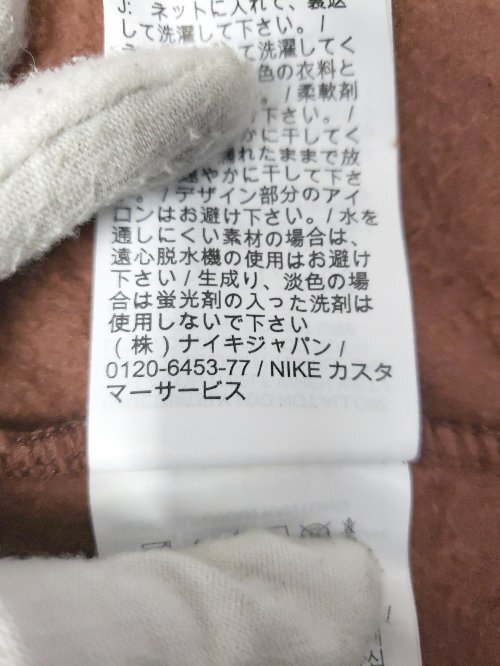 J: ネットに入れて、裏返
して洗濯して下さい。/
て洗濯してく
色の衣料と
。/ 柔軟剤
下さい。/
かに干してく
れたままで放
やかに干して下さ
。/ デザイン部分のアイ
ロンはお避け下さい。/ 水を
通しにくい素材の場合は、
遠心脱水機の使用はお避け
下さい / 生成り、淡色の場
合は蛍光剤の入った洗剤は
使用しないで下さい
(株) ナイキジャパン /
0120-6453-77 / NIKE カスタ
マーサービス